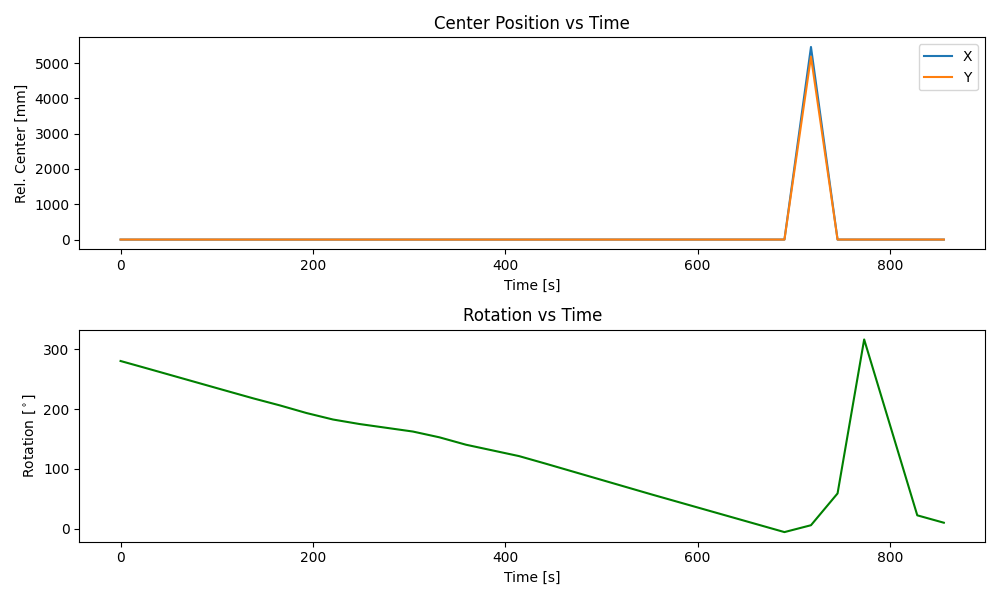 Center Position vs Time
Rel. Center [mm]
5000
4000
3000
2000
1000
0
X
Y
0 200 400 600 800
Time [s]
Rotation vs Time
Rotation [°]
300
200
100
0
0 200 400 600 800
Time [s]